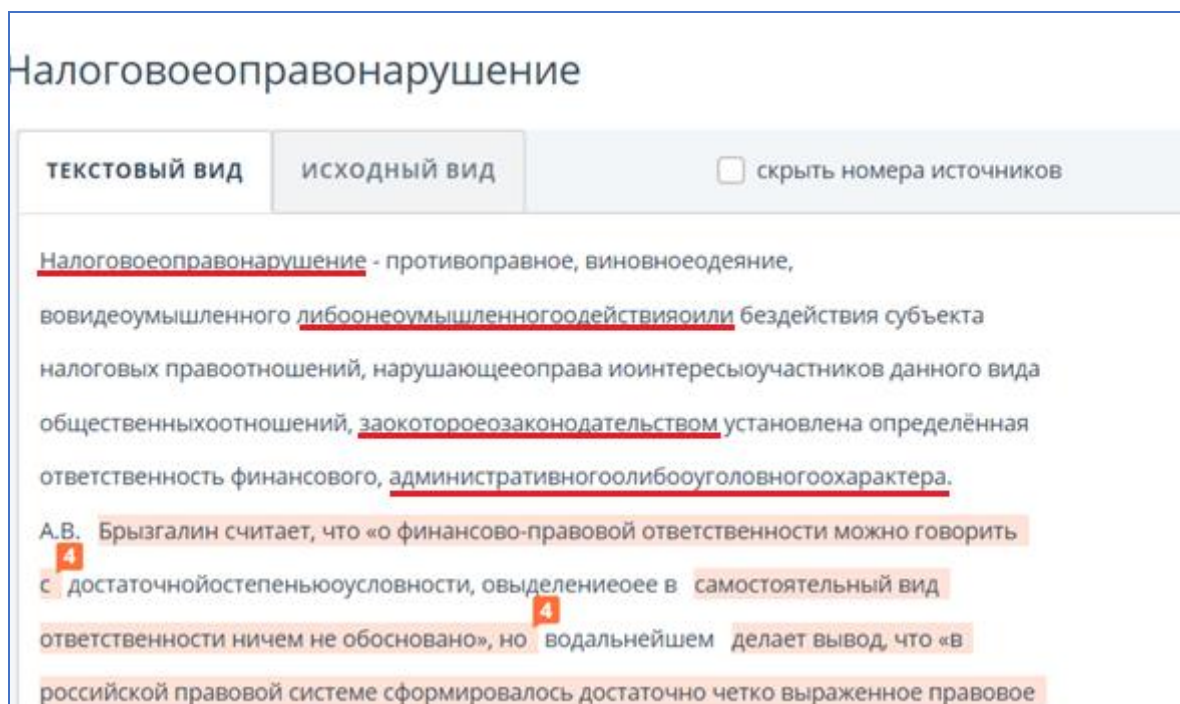 Налоговоеоправонарушение
ТЕКСТОВЫЙ ВИД ИСХОДНЫЙ ВИД скрыть номера источников
Налоговоеоправонарушение - противоправное, виновноеодеяние,
вовидеоумышленного либоонеоумышленногоодействияоили бездействия субъекта
налоговых правоотношений, нарушающееоправа иоинтересыоучастников данного вида
общественныхоотношений, заокотороеозаконодательством установлена определённая
ответственность финансового, административногоолибооуголовногоохарактера.
А.В. Брызгалин считает, что «о финансово-правовой ответственности можно говорить
4
с достаточнойостепеньюоусловности, овыделениеоее в самостоятельный вид
4
ответственности ничем не обосновано», но водальнейшем делает вывод, что «в
российской правовой системе сформировалось достаточно четко выраженное правовое